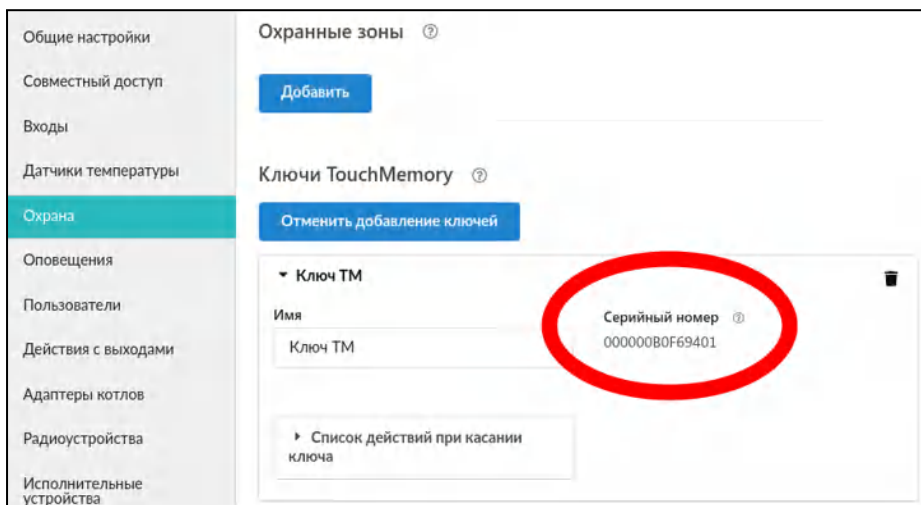 Общие настройки
Совместный доступ
Входы
Датчики температуры
Охрана
Оповещения
Пользователи
Действия с выходами
Адаптеры котлов
Радиоустройства
Исполнительные
устройства
Охранные зоны ?
Добавить
Ключи TouchMemory ?
Отменить добавление ключей
Ключ ТМ
Имя
Ключ ТМ
Серийный номер ?
000000B0F69401
Список действий при касании
ключа